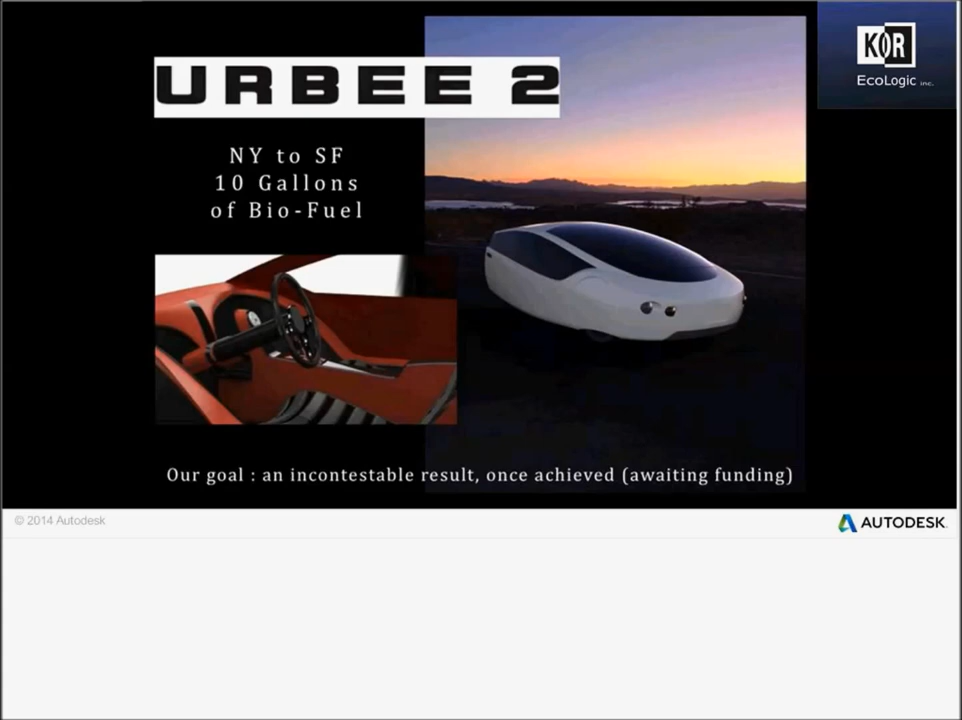 URBEE 2
KOR
EcoLogic inc.
NY to SF
10 Gallons
of Bio-Fuel
Our goal : an incontestable result, once achieved (awaiting funding)
© 2014 Autodesk
AUTODESK.